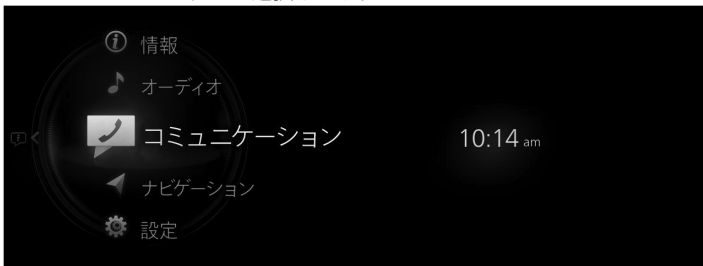 情報
オーディオ
コミュニケーション
10:14 am
ナビゲーション
設定